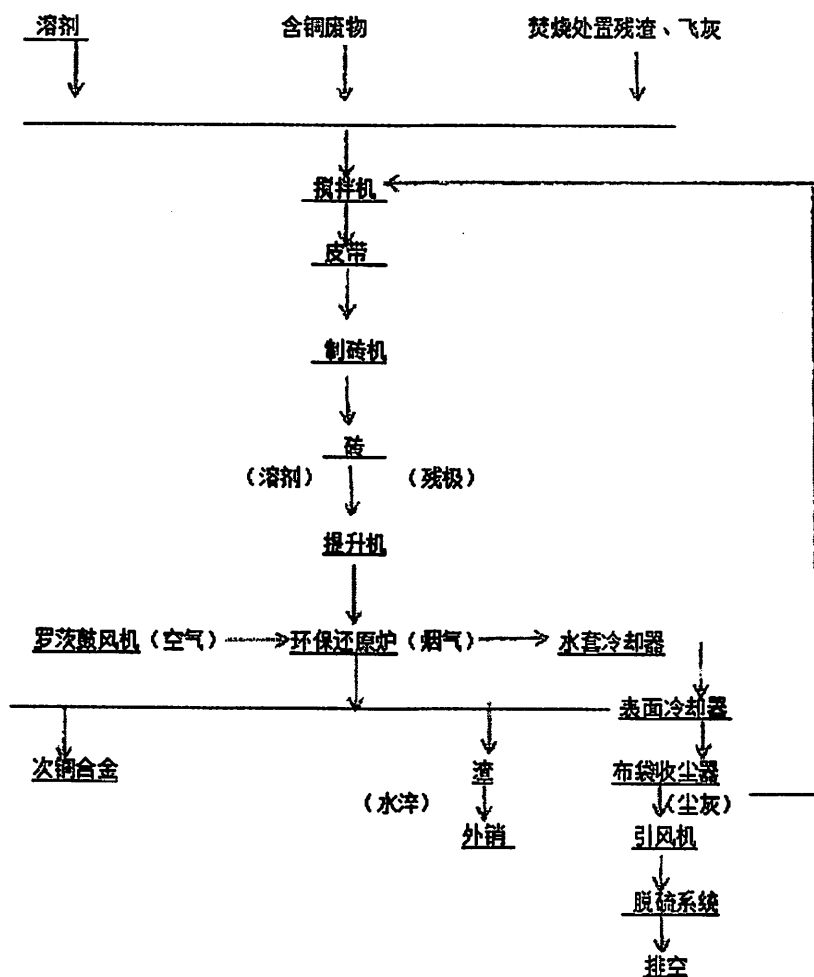 溶剂 含铜废物 焚烧处置残渣、飞灰
搅拌机
皮带
制砖机
砖
(溶剂) (残极)
提升机
罗茨鼓风机(空气) 环保还原炉(烟气) 水套冷却器
表面冷却器
次铜合金 渣 布袋收尘器
(水淬) (尘灰)
外销 引风机
脱硫系统
排空